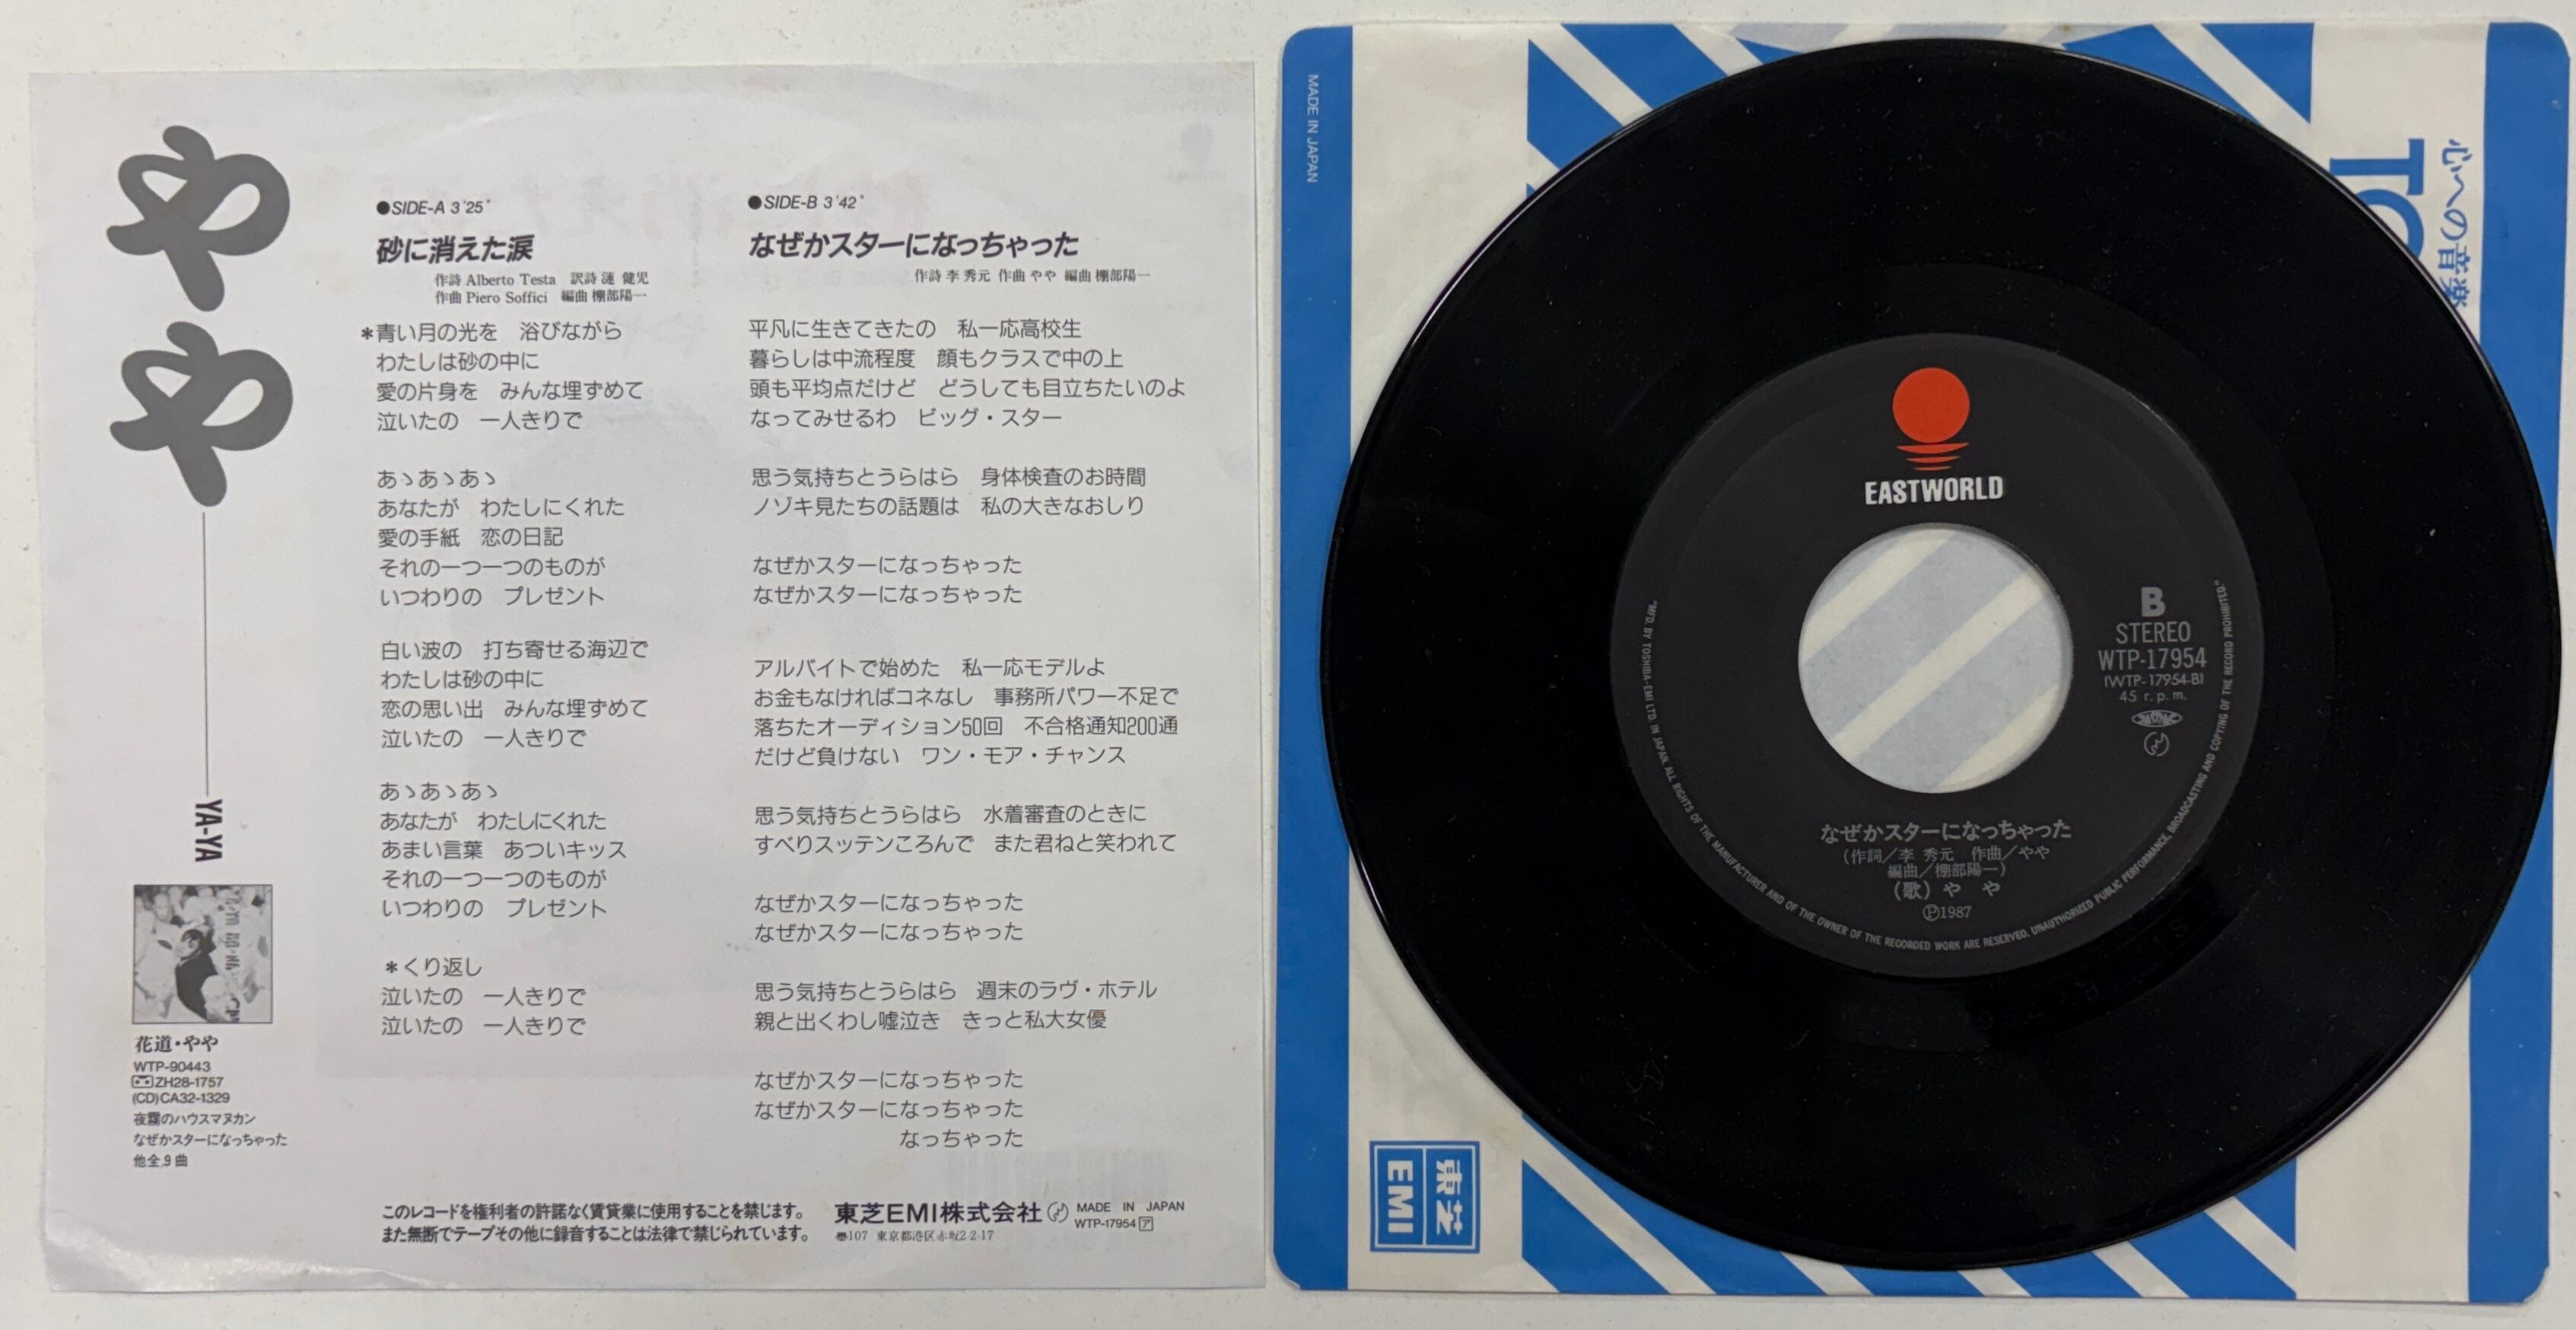 やや
YA-YA
花道・やや
WTP-90443
ZH28-1757
(CD)CA32-1329
夜霧のハウスマヌカン
なぜかスターになっちゃった
他全9曲
●SIDE-A 3'25"
砂に消えた涙
作詩 Alberto Testa 訳詩 漣 健児
作曲 Piero Soffici 編曲 棚部陽一
*青い月の光を 浴びながら
わたしは砂の中に
愛の片身を みんな埋ずめて
泣いたの 一人きりで
あゝあゝあゝ
あなたが わたしにくれた
愛の手紙 恋の日記
それの一つ一つのものが
いつわりの プレゼント
白い波の 打ち寄せる海辺で
わたしは砂の中に
恋の思い出 みんな埋ずめて
泣いたの 一人きりで
あゝあゝあゝ
あなたが わたしにくれた
あまい言葉 あついキッス
それの一つ一つのものが
いつわりの プレゼント
*くり返し
泣いたの 一人きりで
泣いたの 一人きりで
●SIDE-B 3'42"
なぜかスターになっちゃった
作詩 李 秀元 作曲 やや 編曲 棚部陽一
平凡に生きてきたの 私一応高校生
暮らしは中流程度 顔もクラスで中の上
頭も平均点だけど どうしても目立ちたいのよ
なってみせるわ ビッグ・スター
思う気持ちとうらはら 身体検査のお時間
ノゾキ見たちの話題は 私の大きなおしり
なぜかスターになっちゃった
なぜかスターになっちゃった
アルバイトで始めた 私一応モデルよ
お金もなければコネなし 事務所パワー不足で
落ちたオーディション50回 不合格通知200通
だけど負けない ワン・モア・チャンス
思う気持ちとうらはら 水着審査のときに
すべりスッテンころんで また君ねと笑われて
なぜかスターになっちゃった
なぜかスターになっちゃった
思う気持ちとうらはら 週末のラヴ・ホテル
親と出くわし嘘泣き きっと私大女優
なぜかスターになっちゃった
なぜかスターになっちゃった
なっちゃった
このレコードを権利者の許諾なく賃貸業に使用することを禁じます。
また無断でテープその他に録音することは法律で禁じられています。
東芝EMI株式会社
〒107 東京都港区赤坂2-2-17
MADE IN JAPAN
WTP-17954 ア
MADE IN JAPAN
心への音楽
TO
東芝
EMI
EASTWORLD
B
STEREO
WTP-17954
(WTP-17954-B)
45 r.p.m.
なぜかスターになっちゃった
(作詞/李 秀元 作曲/やや
編曲/棚部陽一)
(歌) や や
Ⓟ1987
"MFD. BY TOSHIBA-EMI LTD. IN JAPAN. ALL RIGHTS OF THE MANUFACTURER AND OF THE OWNER OF THE RECORDED WORK ARE RESERVED. UNAUTHORIZED PUBLIC PERFORMANCE, BROADCASTING AND COPYING OF THE RECORD PROHIBITED."